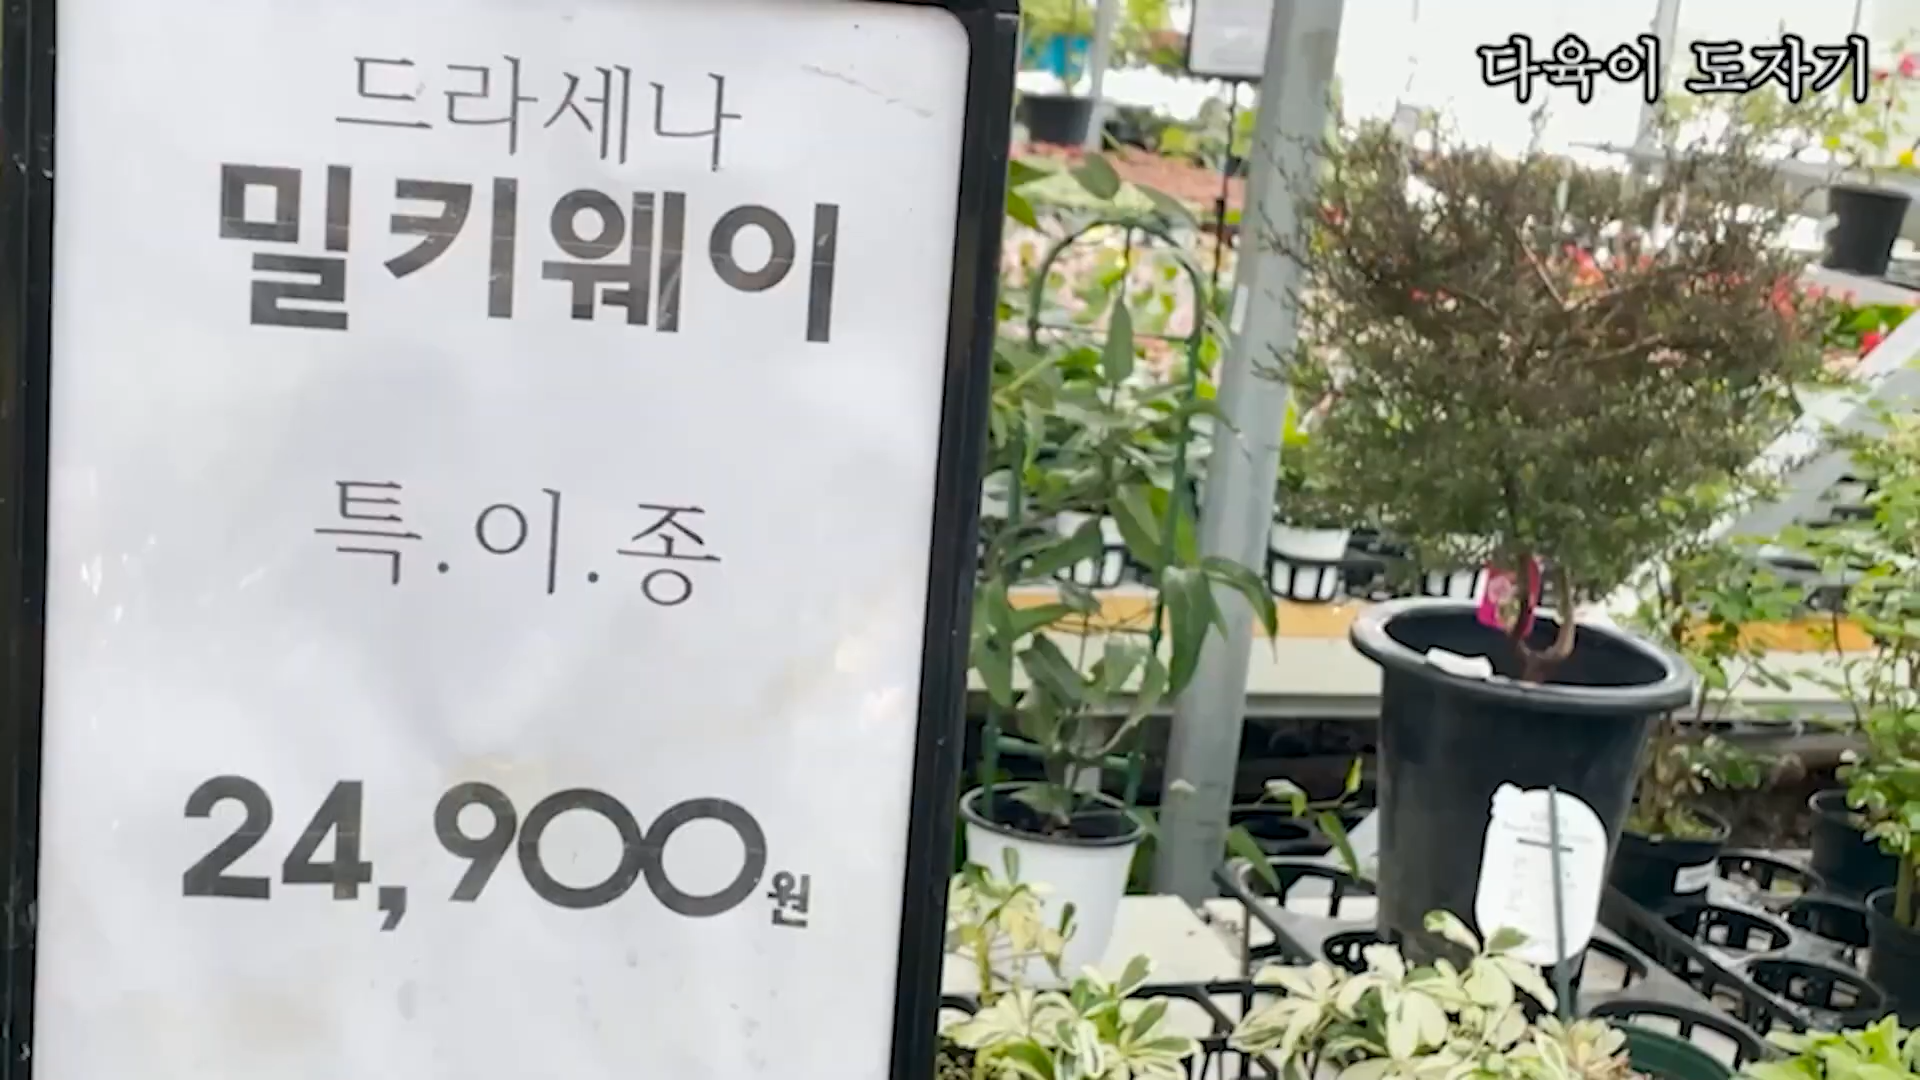 드라세나
밀키웨이
특.이.종
24,900원
다육이 도자기